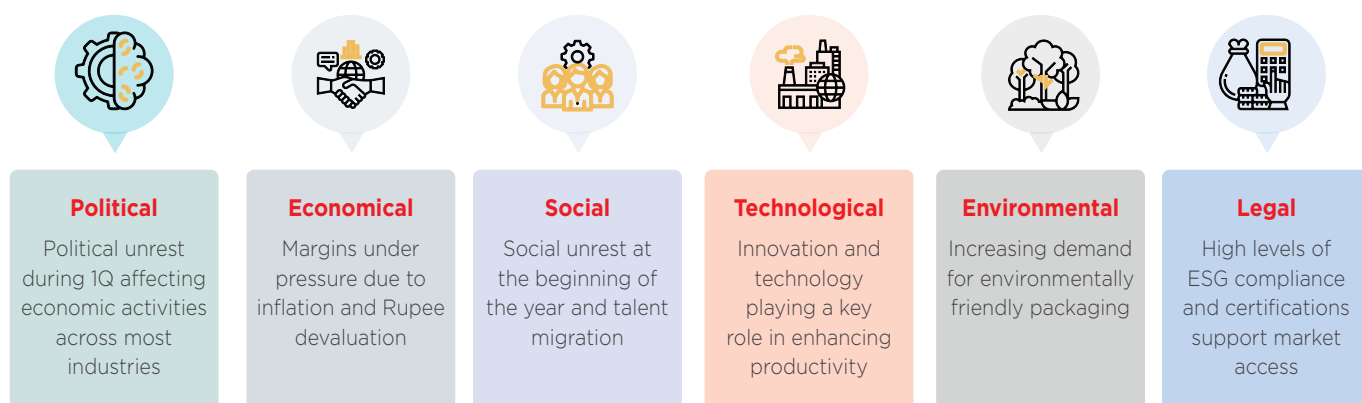 Political
Political unrest
during 1Q affecting
economic activities
across most
industries
Economical
Margins under
pressure due to
inflation and Rupee
devaluation
Social
Social unrest at
the beginning of
the year and talent
migration
Technological
Innovation and
technology
playing a key
role in enhancing
productivity
Environmental
Increasing demand
for environmentally
friendly packaging
Legal
High levels of
ESG compliance
and certifications
support market
access